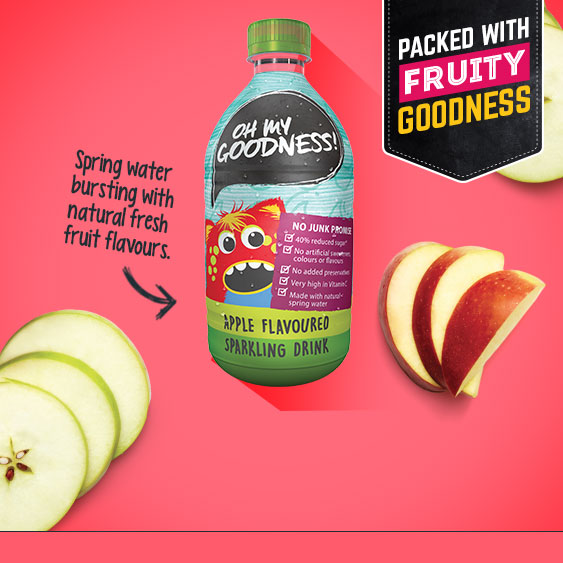 PACKED WITH
FRUITY
GOODNESS
OH MY
GOODNESS!
Spring water
bursting with
natural fresh
fruit flavours.
NO JUNK PROMISE
40% reduced sugar*
No artificial sweeteners,
colours or flavours
No added preservatives
Very high in Vitamin C
Made with natural
spring water
APPLE FLAVOURED
SPARKLING DRINK